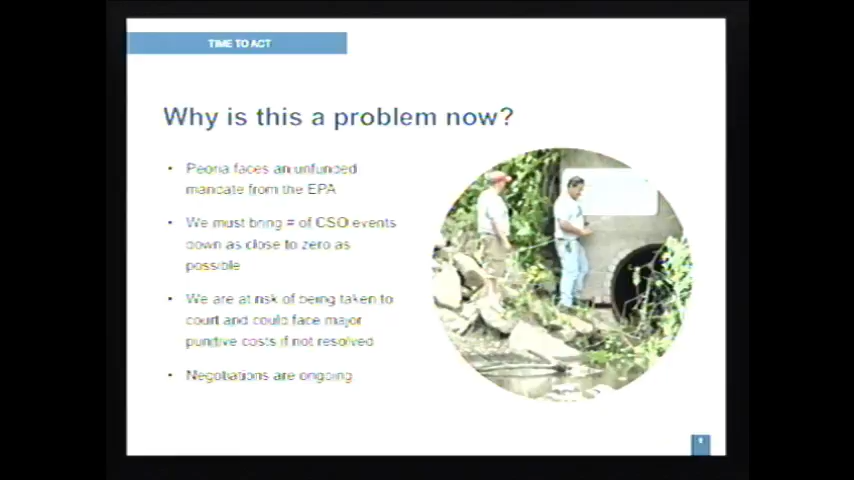 TIME TO ACT
Why is this a problem now?
• Peoria faces an unfunded
mandate from the EPA
• We must bring # of CSO events
down as close to zero as
possible
• We are at risk of being taken to
court and could face major
punitive costs if not resolved
• Negotiations are ongoing